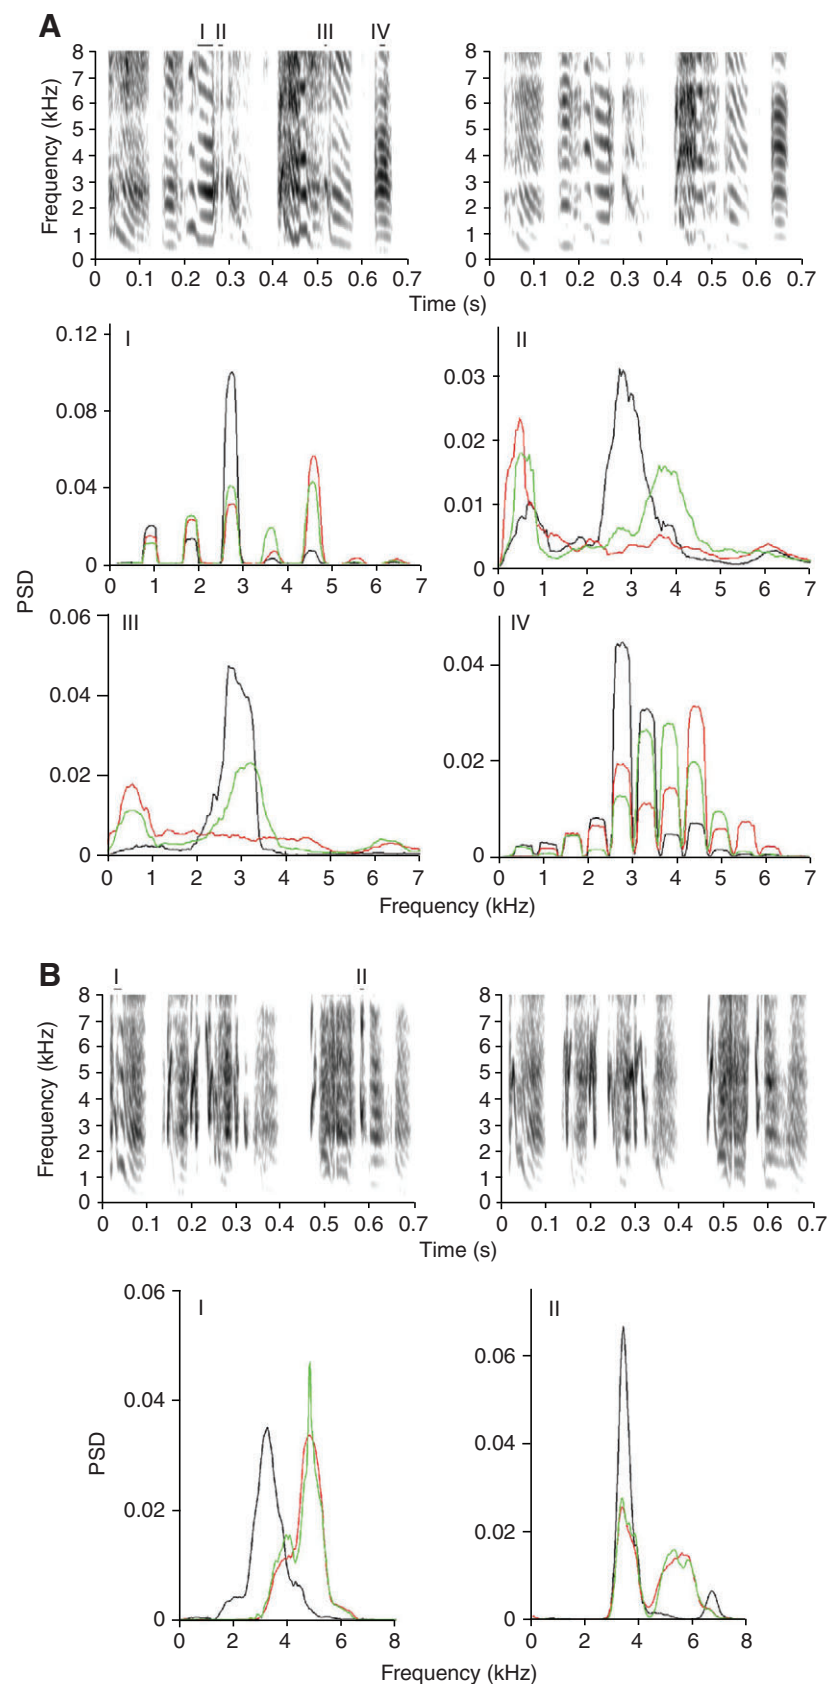 A
I II III IV
8 7 6 5 4 3 2 1 0
Frequency (kHz)
0 0.1 0.2 0.3 0.4 0.5 0.6 0.7
8 7 6 5 4 3 2 1 0
0 0.1 0.2 0.3 0.4 0.5 0.6 0.7
Time (s)
I
0.12 0.08 0.04 0
0 1 2 3 4 5 6 7
II
0.03 0.02 0.01 0
0 1 2 3 4 5 6 7
PSD
III
0.06 0.04 0.02 0
0 1 2 3 4 5 6 7
IV
0.04 0.02 0
0 1 2 3 4 5 6 7
Frequency (kHz)
B
I II
8 7 6 5 4 3 2 1 0
Frequency (kHz)
0 0.1 0.2 0.3 0.4 0.5 0.6 0.7
8 7 6 5 4 3 2 1 0
0 0.1 0.2 0.3 0.4 0.5 0.6 0.7
Time (s)
I
0.06 0.04 0.02 0
PSD
0 2 4 6 8
II
0.06 0.04 0.02 0
0 2 4 6 8
Frequency (kHz)